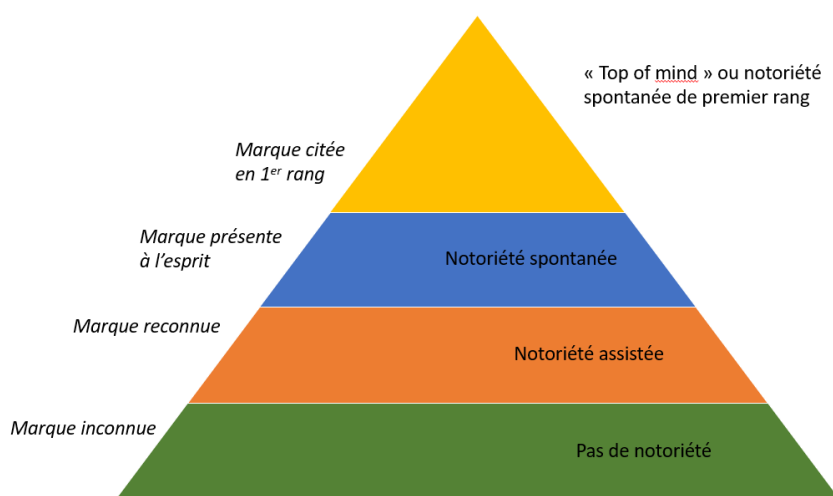 « Top of mind » ou notoriété
spontanée de premier rang
Marque citée
en 1er rang
Marque présente
à l'esprit
Notoriété spontanée
Marque reconnue
Notoriété assistée
Marque inconnue
Pas de notoriété